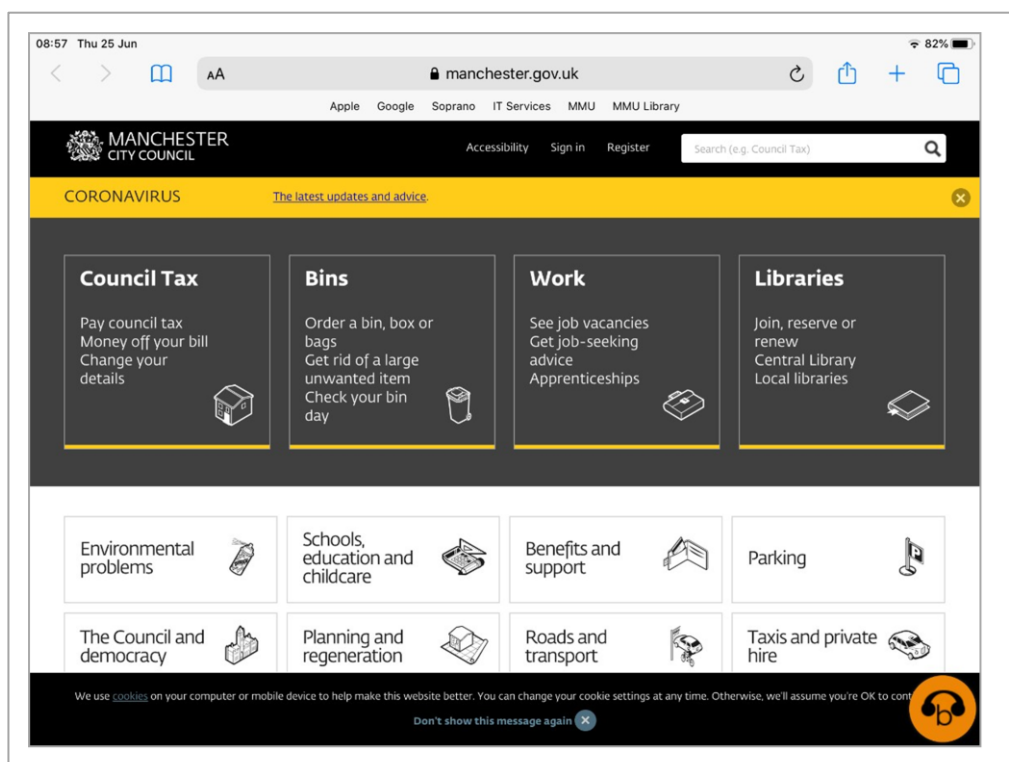 08:57 Thu 25 Jun
82%
AA
manchester.gov.uk
Apple Google Soprano IT Services MMU MMU Library
MANCHESTER
CITY COUNCIL
Accessibility Sign in Register
Search (e.g. Council Tax)
CORONAVIRUS
The latest updates and advice.
Council Tax
Pay council tax
Money off your bill
Change your
details
Bins
Order a bin, box or
bags
Get rid of a large
unwanted item
Check your bin
day
Work
See job vacancies
Get job-seeking
advice
Apprenticeships
Libraries
Join, reserve or
renew
Central Library
Local libraries
Environmental
problems
Schools,
education and
childcare
Benefits and
support
Parking
P
The Council and
democracy
Planning and
regeneration
Roads and
transport
Taxis and private
hire
We use cookies on your computer or mobile device to help make this website better. You can change your cookie settings at any time. Otherwise, we'll assume you're OK to cont
Don't show this message again
b